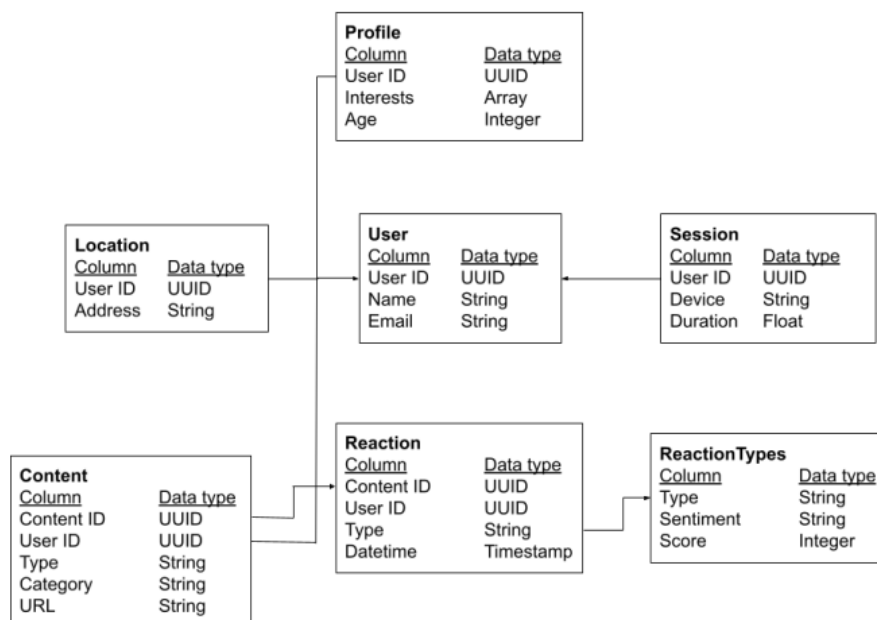 Profile
Column Data type
User ID UUID
Interests Array
Age Integer
Location
Column Data type
User ID UUID
Address String
User
Column Data type
User ID UUID
Name String
Email String
Session
Column Data type
User ID UUID
Device String
Duration Float
Content
Column Data type
Content ID UUID
User ID UUID
Type String
Category String
URL String
Reaction
Column Data type
Content ID UUID
User ID UUID
Type String
Datetime Timestamp
ReactionTypes
Column Data type
Type String
Sentiment String
Score Integer